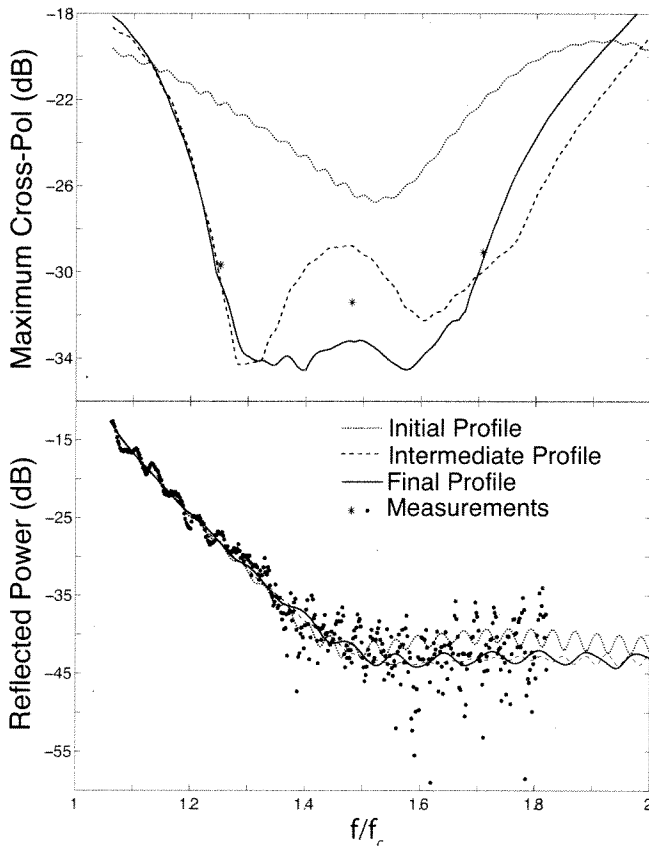 Maximum Cross-Pol (dB)
-18
-22
-26
-30
-34
Reflected Power (dB)
-15
-25
-35
-45
-55
Initial Profile
Intermediate Profile
Final Profile
* • Measurements
1
1.2
1.4
1.6
1.8
2
f/fc